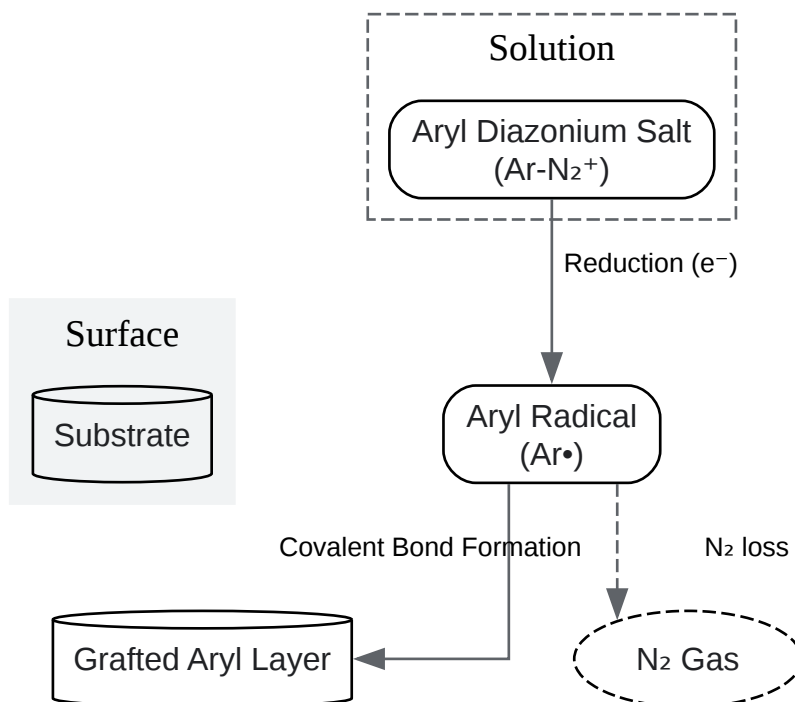 Solution
Aryl Diazonium Salt
(Ar-N₂⁺)
Reduction (e⁻)
Surface
Substrate
Aryl Radical
(Ar•)
Covalent Bond Formation
N₂ loss
Grafted Aryl Layer
N₂ Gas